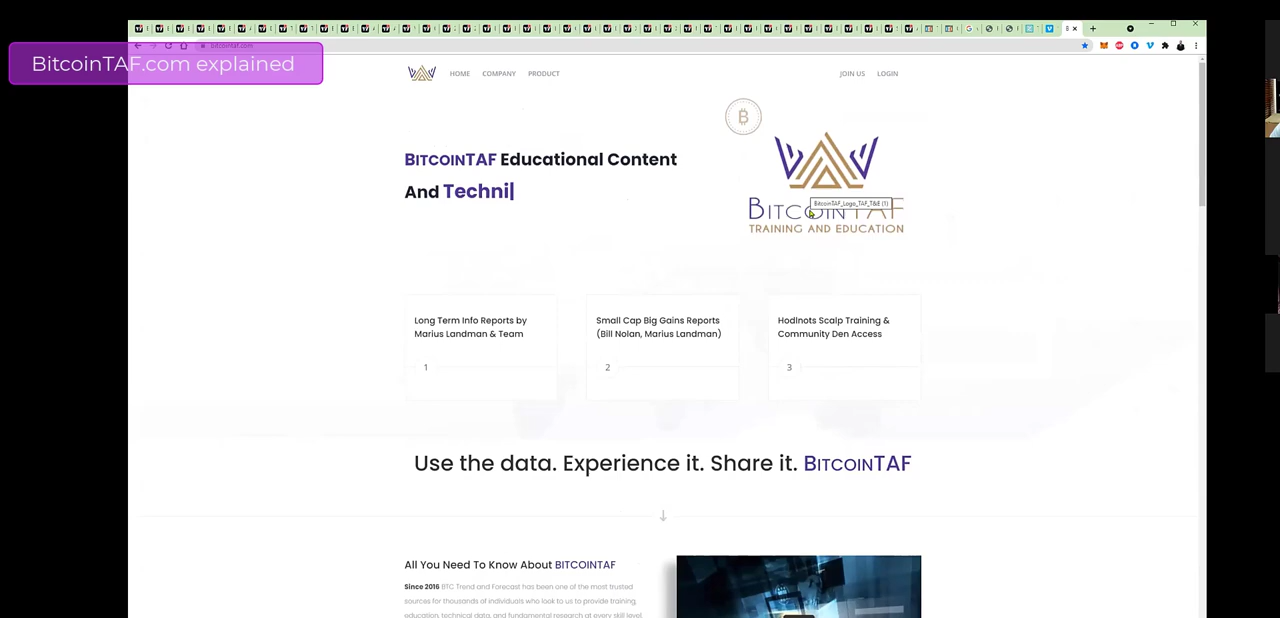 BitcoinTAF.com explained
bitcointaf.com
HOME COMPANY PRODUCT JOIN US LOGIN
BITCOINTAF Educational Content
And Techni|
BitcoinTAF_Logo_TAF_T&E (1)
BITCOINTAF
TRAINING AND EDUCATION
Long Term Info Reports by
Marius Landman & Team
1
Small Cap Big Gains Reports
(Bill Nolan, Marius Landman)
2
Hodlnots Scalp Training &
Community Den Access
3
Use the data. Experience it. Share it. BITCOINTAF
All You Need To Know About BITCOINTAF
Since 2016 BTC Trend and Forecast has been one of the most trusted
sources for thousands of individuals who look to us to provide training,
education, technical data, and fundamental research at every skill level.